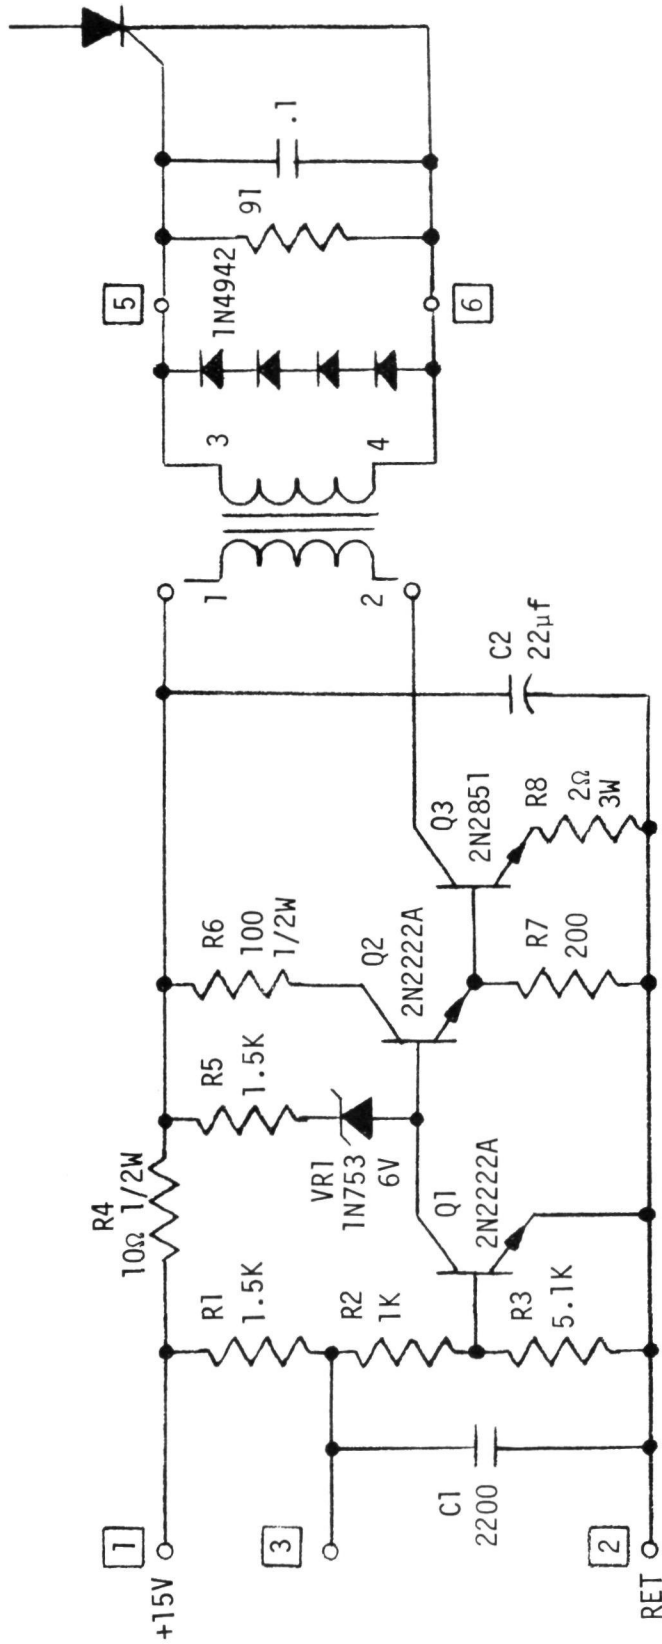 +15V
1
3
2
RET
C1
2200
R1
1.5K
R2
1K
R3
5.1K
R4
10Ω 1/2W
R5
1.5K
VR1
1N753
6V
Q1
2N2222A
R6
100
1/2W
Q2
2N2222A
R7
200
Q3
2N2851
R8
2Ω
3W
C2
22µf
1
2
3
4
1N4942
5
6
91
.1